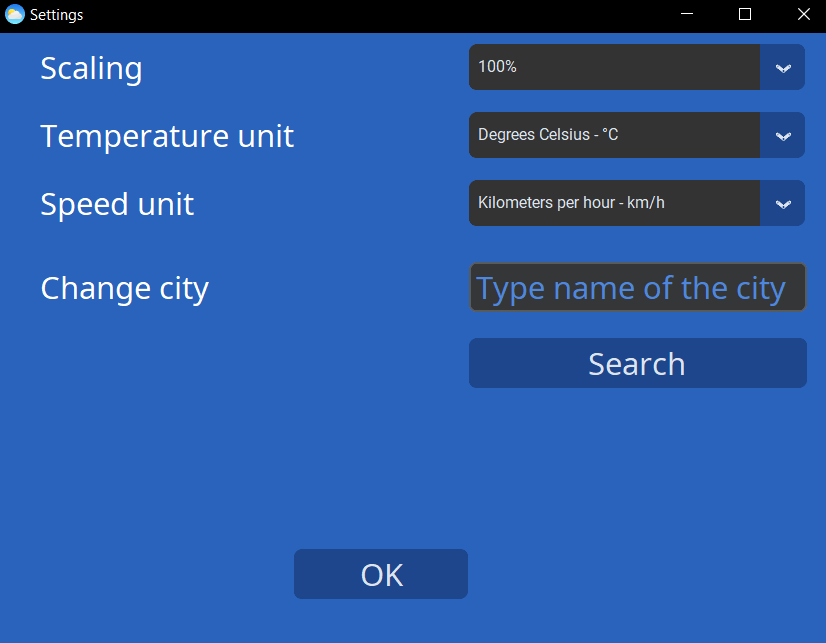 Settings
Scaling
100%
Temperature unit
Degrees Celsius - °C
Speed unit
Kilometers per hour - km/h
Change city
Type name of the city
Search
OK